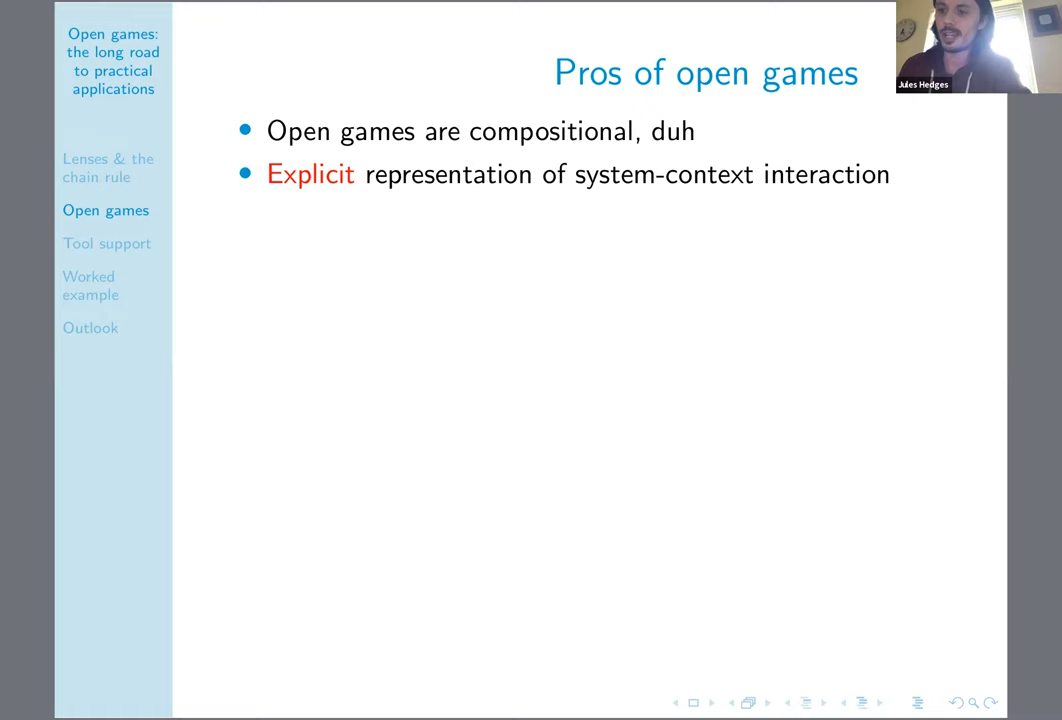 Open games:
the long road
to practical
applications
Lenses & the
chain rule
Open games
Tool support
Worked
example
Outlook
Pros of open games
• Open games are compositional, duh
• Explicit representation of system-context interaction
Jules Hedges